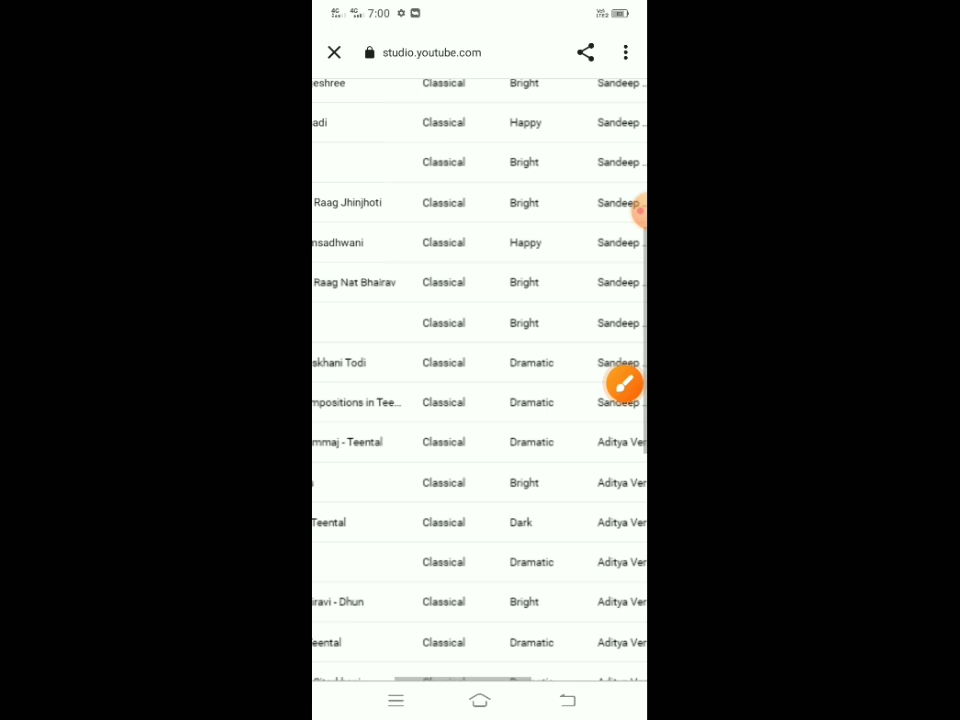 4G 4G 7:00 VoLTE
studio.youtube.com
eshree Classical Bright Sandeep ..
adi Classical Happy Sandeep ..
Classical Bright Sandeep ..
Raag Jhinjhoti Classical Bright Sandeep
nsadhwani Classical Happy Sandeep ..
Raag Nat Bhairav Classical Bright Sandeep ..
Classical Bright Sandeep ..
skhani Todi Classical Dramatic Sandeep ..
mpositions in Tee... Classical Dramatic Sandeep ..
mmaj - Teental Classical Dramatic Aditya Ver
Classical Bright Aditya Ver
Teental Classical Dark Aditya Ver
Classical Dramatic Aditya Ver
iravi - Dhun Classical Bright Aditya Ver
eental Classical Dramatic Aditya Ver